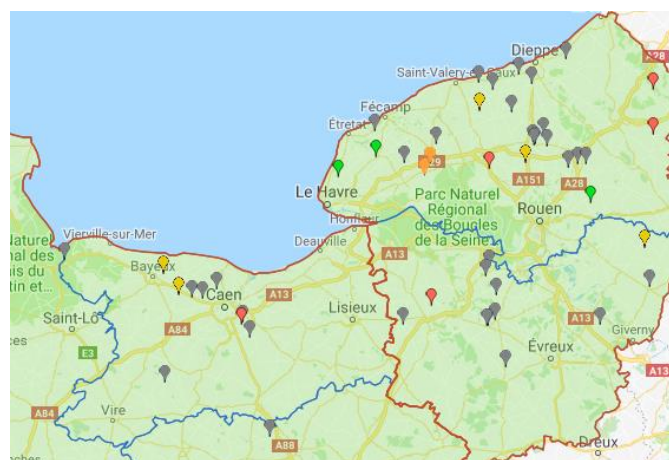 Dieppe
A28
Saint-Valery-en-Caux
Fécamp
Étretat
A29
A151
A28
Le Havre
Parc Naturel
Régional
des Boucles
de la Seine
Rouen
Honfleur
Vierville-sur-Mer
Deauville
A13
Bayeux
Caen
A13
Lisieux
Saint-Lô
A84
A13
Giverny
E3
Évreux
A13
Vire
A84
A88
Dreux